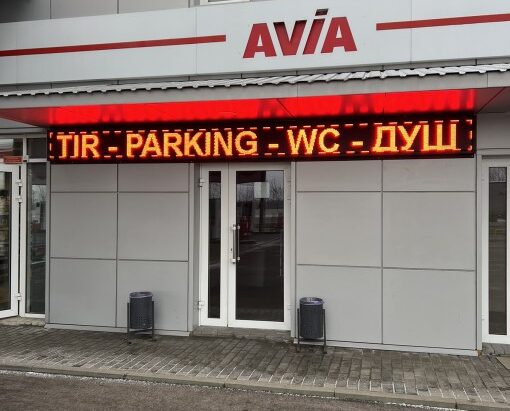 AVIA
TIR - PARKING - WC - ДУШ